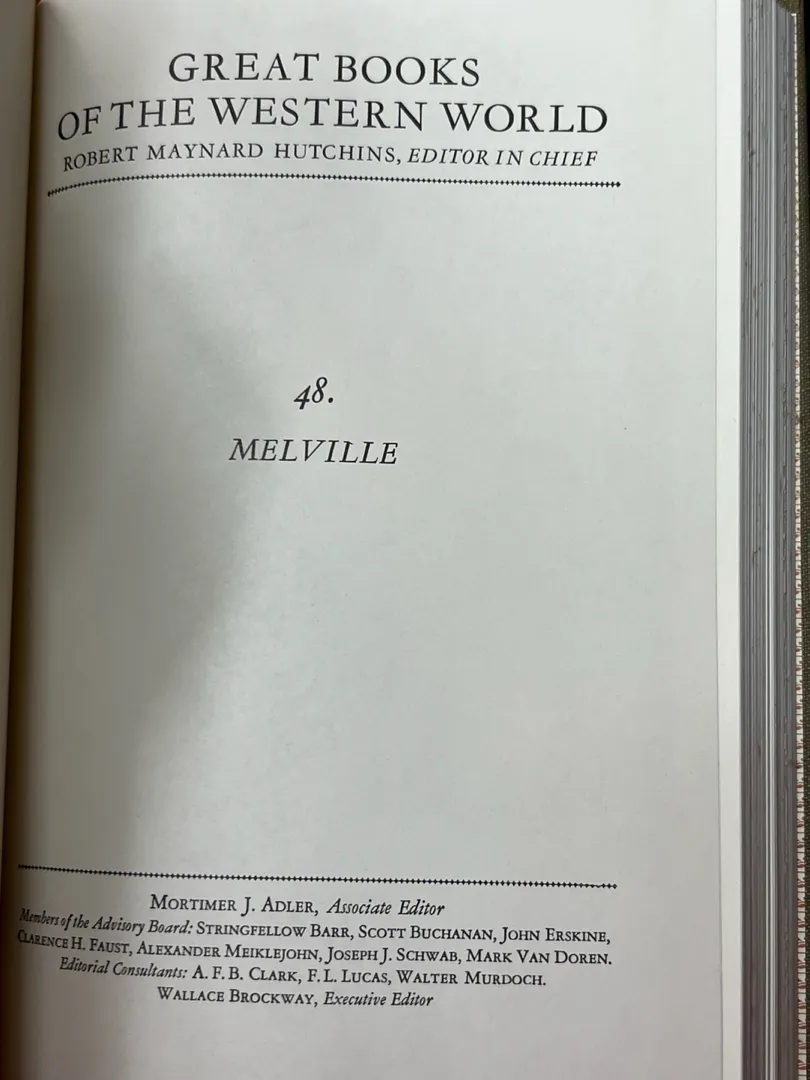 GREAT BOOKS
OF THE WESTERN WORLD
ROBERT MAYNARD HUTCHINS, EDITOR IN CHIEF
48.
MELVILLE
MORTIMER J. ADLER, Associate Editor
Members of the Advisory Board: STRINGFELLOW BARR, SCOTT BUCHANAN, JOHN ERSKINE,
CLARENCE H. FAUST, ALEXANDER MEIKLEJOHN, JOSEPH J. SCHWAB, MARK VAN DOREN.
Editorial Consultants: A. F. B. CLARK, F. L. LUCAS, WALTER MURDOCH.
WALLACE BROCKWAY, Executive Editor